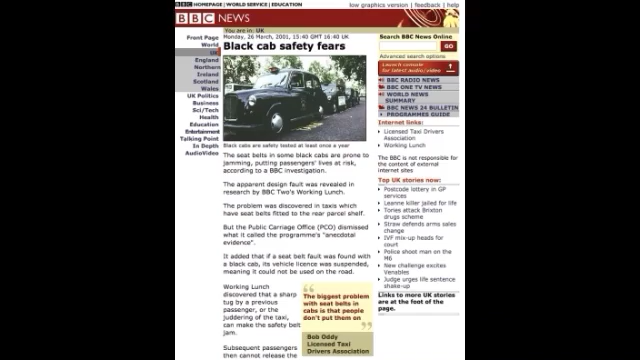 BBC HOMEPAGE | WORLD SERVICE | EDUCATION
low graphics version | feedback | help
BBC NEWS
You are in: UK
Monday, 26 March, 2001, 15:40 GMT 16:40 UK
Black cab safety fears
Front Page
World
UK
England
Northern
Ireland
Scotland
Wales
UK Politics
Business
Sci/Tech
Health
Education
Entertainment
Talking Point
In Depth
AudioVideo
Black cabs are safety tested at least once a year
The seat belts in some black cabs are prone to
jamming, putting passengers' lives at risk,
according to a BBC investigation.
The apparent design fault was revealed in
research by BBC Two's Working Lunch.
The problem was discovered in taxis which
have seat belts fitted to the rear parcel shelf.
But the Public Carriage Office (PCO) dismissed
what it called the programme's "anecdotal
evidence".
It added that if a seat belt fault was found with
a black cab, its vehicle licence was suspended,
meaning it could not be used on the road.
Working Lunch
discovered that a sharp
tug by a previous
passenger, or the
juddering of the taxi,
can make the safety belt
jam.
Subsequent passengers
then cannot release the
The biggest problem
with seat belts in
cabs is that people
don't put them on
Bob Oddy
Licensed Taxi
Drivers Association
Search BBC News Online
GO
Advanced search options
Launch console
for latest audio/video
BBC RADIO NEWS
BBC ONE TV NEWS
WORLD NEWS
SUMMARY
BBC NEWS 24 BULLETIN
PROGRAMMES GUIDE
Internet links:
Licensed Taxi Drivers
Association
Working Lunch
The BBC is not responsible
for the content of external
internet sites
Top UK stories now:
Postcode lottery in GP
services
Leanne killer jailed for life
Tories attack Brixton
drugs scheme
Straw defends arms sales
change
IVF mix-up heads for
court
Police shoot man on the
M6
New challenge excites
Venables
Judge urges life sentence
shake-up
Links to more UK stories
are at the foot of the
page.